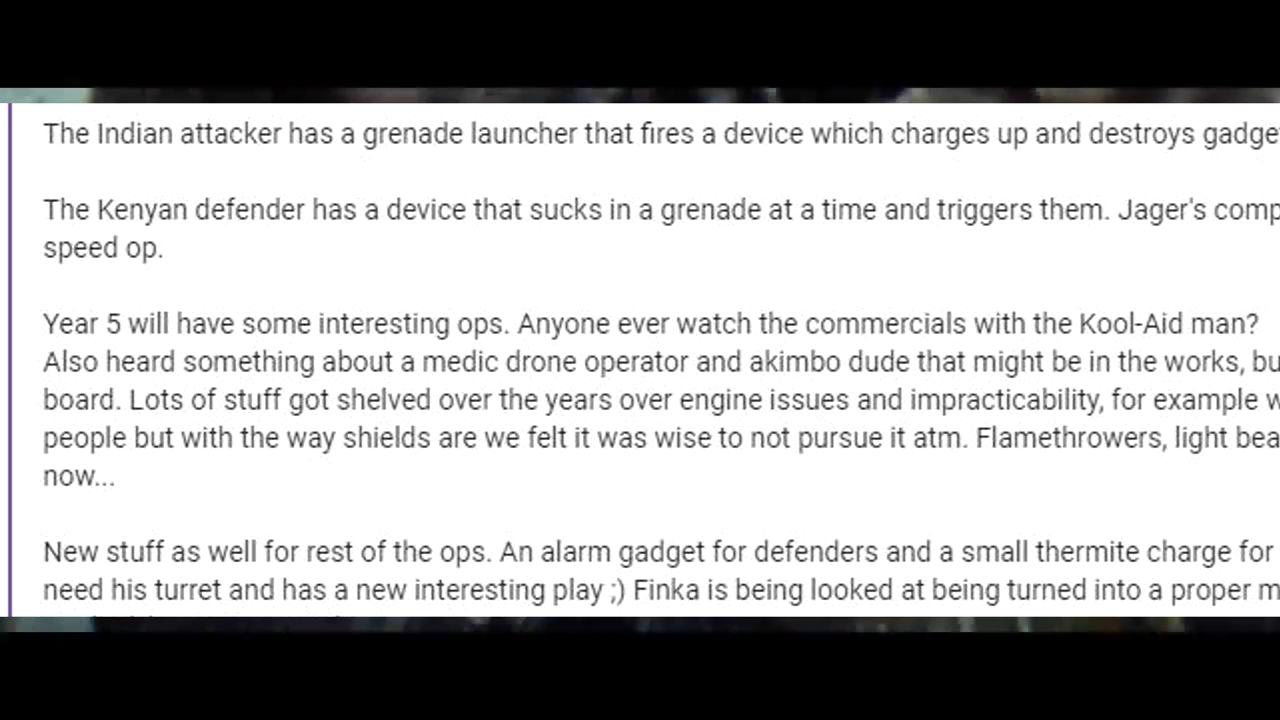 The Indian attacker has a grenade launcher that fires a device which charges up and destroys
The Kenyan defender has a device that sucks in a grenade at a time and triggers them. Jager's
speed op.
Year 5 will have some interesting ops. Anyone ever watch the commercials with the Kool-Aid man?
Also heard something about a medic drone operator and akimbo dude that might be in the works,
board. Lots of stuff got shelved over the years over engine issues and impracticability, for example
people but with the way shields are we felt it was wise to not pursue it atm. Flamethrowers, light
now...
New stuff as well for rest of the ops. An alarm gadget for defenders and a small thermite charge for
need his turret and has a new interesting play ;) Finka is being looked at being turned into a proper